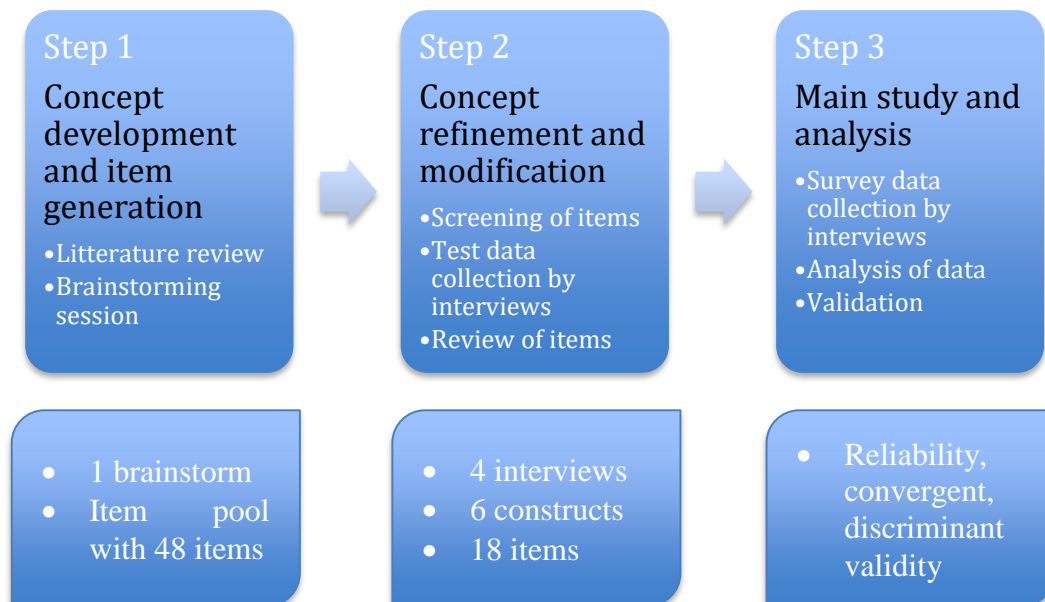 Step 1
Concept
development
and item
generation
•Litterature review
•Brainstorming
session
Step 2
Concept
refinement and
modification
•Screening of items
•Test data
collection by
interviews
•Review of items
Step 3
Main study and
analysis
•Survey data
collection by
interviews
•Analysis of data
•Validation
• 1 brainstorm
• Item pool
with 48 items
• 4 interviews
• 6 constructs
• 18 items
• Reliability,
convergent,
discriminant
validity